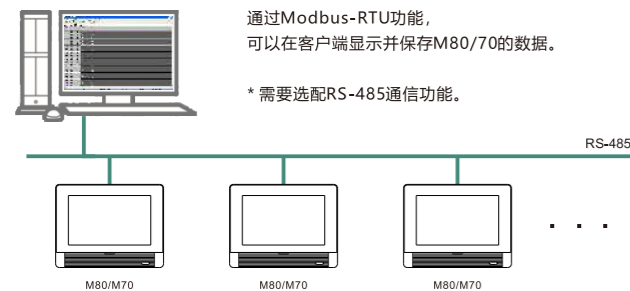 通过Modbus-RTU功能，
可以在客户端显示并保存M80/70的数据。
* 需要选配RS-485通信功能。
RS-485
M80/M70
M80/M70
M80/M70